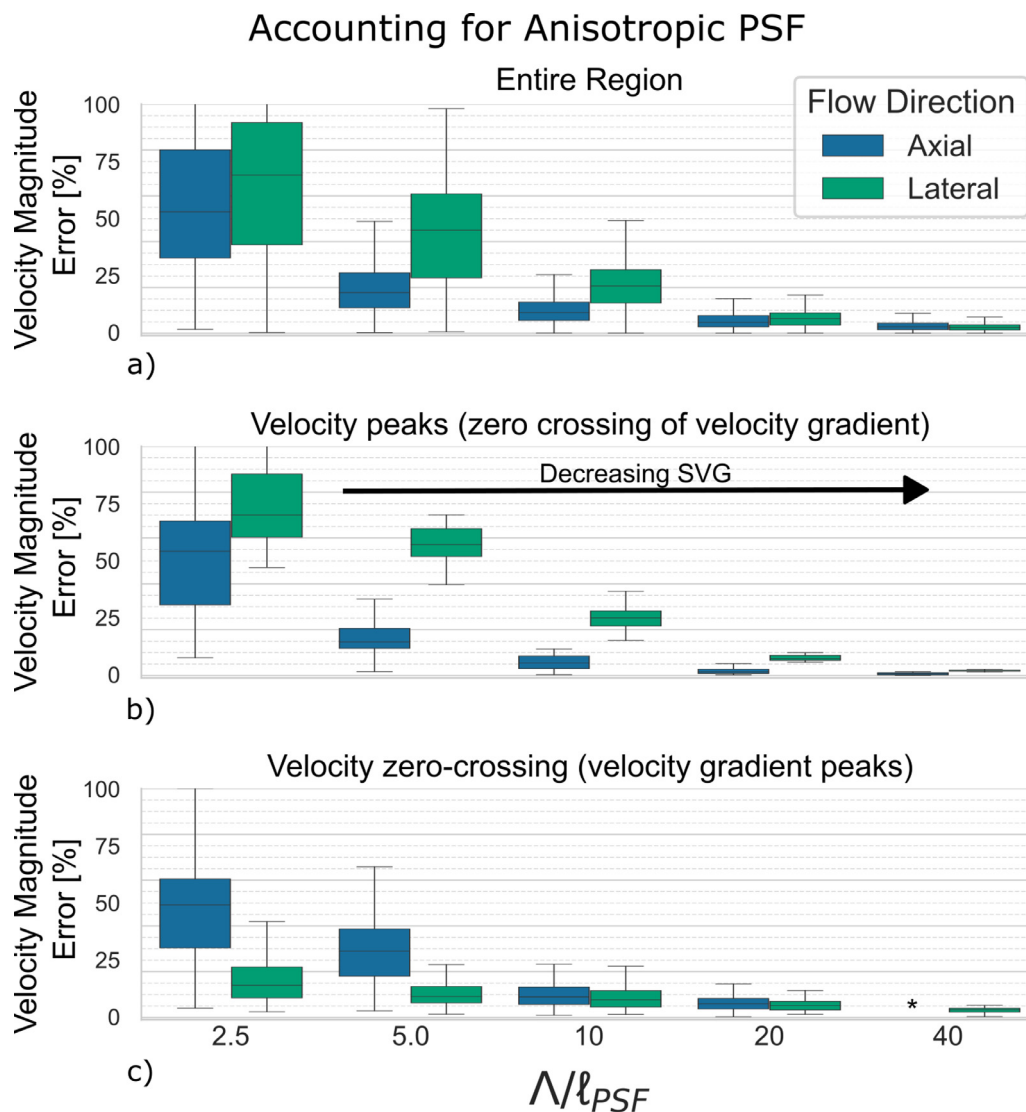 Accounting for Anisotropic PSF
Entire Region
Velocity Magnitude
Error [%]
100
75
50
25
0
Flow Direction
Axial
Lateral
a)
Velocity peaks (zero crossing of velocity gradient)
Velocity Magnitude
Error [%]
100
75
50
25
0
Decreasing SVG
b)
Velocity zero-crossing (velocity gradient peaks)
Velocity Magnitude
Error [%]
100
75
50
25
0
*
2.5 5.0 10 20 40
c)
Λ/ℓPSF